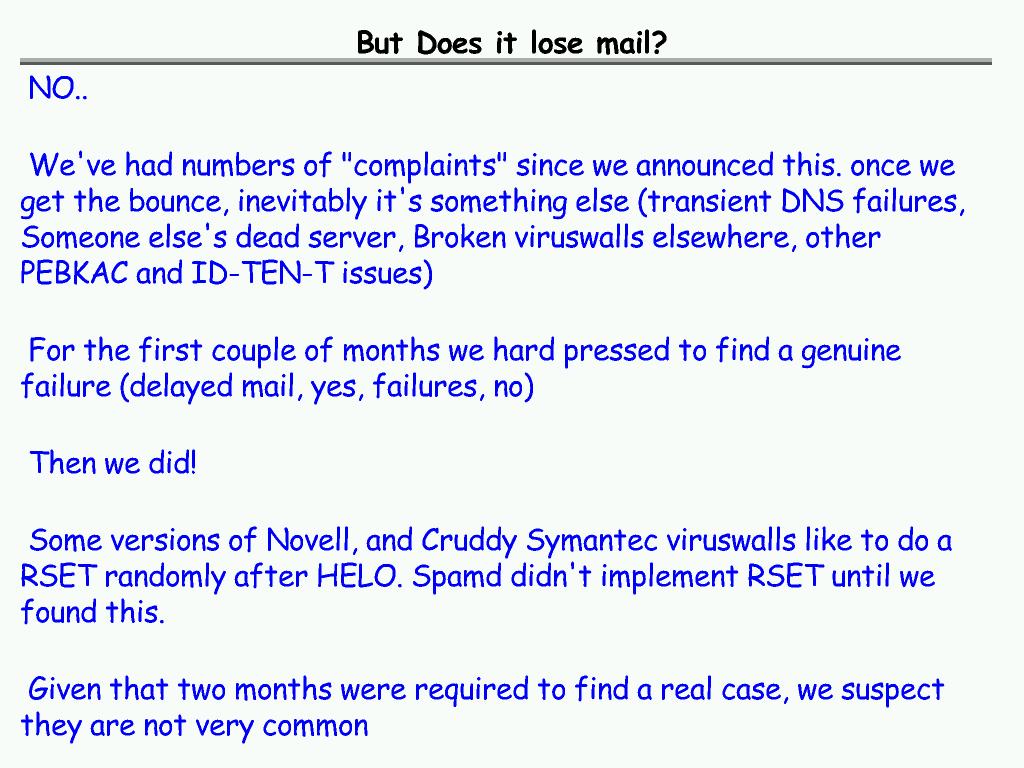 But Does it lose mail?
NO..
We've had numbers of "complaints" since we announced this. once we
get the bounce, inevitably it's something else (transient DNS failures,
Someone else's dead server, Broken viruswalls elsewhere, other
PEBKAC and ID-TEN-T issues)
For the first couple of months we hard pressed to find a genuine
failure (delayed mail, yes, failures, no)
Then we did!
Some versions of Novell, and Cruddy Symantec viruswalls like to do a
RSET randomly after HELO. Spamd didn't implement RSET until we
found this.
Given that two months were required to find a real case, we suspect
they are not very common